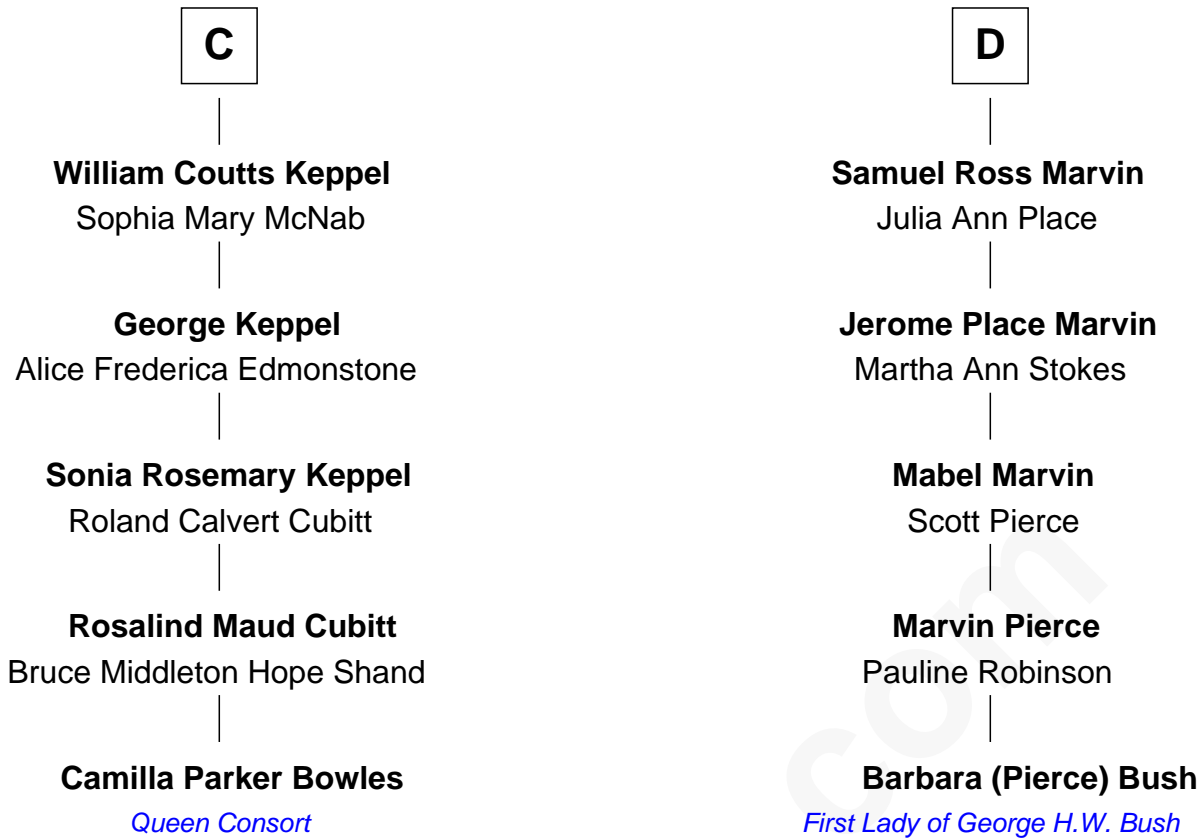 C
William Coutts Keppel
Sophia Mary McNab
George Keppel
Alice Frederica Edmonstone
Sonia Rosemary Keppel
Roland Calvert Cubitt
Rosalind Maud Cubitt
Bruce Middleton Hope Shand
Camilla Parker Bowles
Queen Consort
D
Samuel Ross Marvin
Julia Ann Place
Jerome Place Marvin
Martha Ann Stokes
Mabel Marvin
Scott Pierce
Marvin Pierce
Pauline Robinson
Barbara (Pierce) Bush
First Lady of George H.W. Bush
com